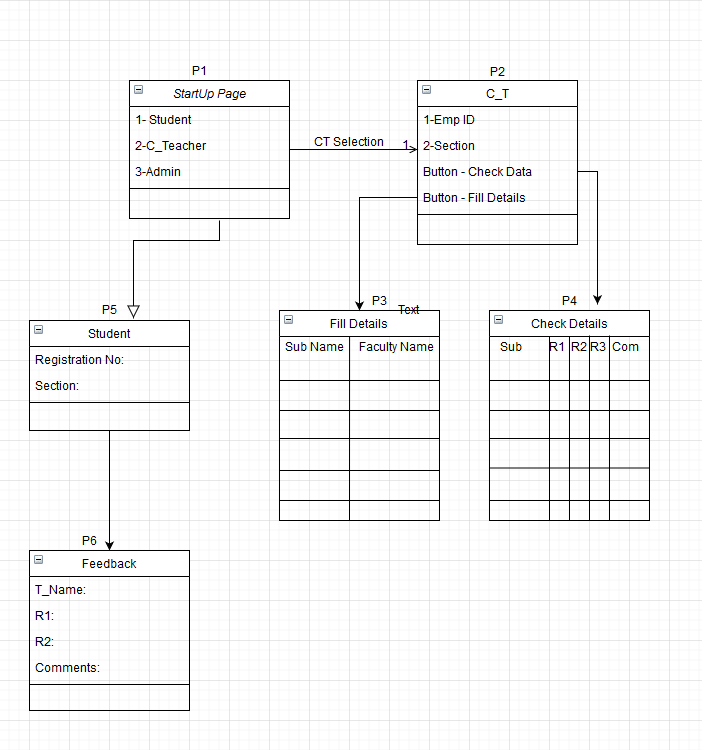 P1
StartUp Page
1- Student
2-C_Teacher
3-Admin
CT Selection
1
P2
C_T
1-Emp ID
2-Section
Button - Check Data
Button - Fill Details
P5
Student
Registration No:
Section:
P3
Text
Fill Details
Sub Name Faculty Name
P4
Check Details
Sub R1 R2 R3 Com
P6
Feedback
T_Name:
R1:
R2:
Comments: